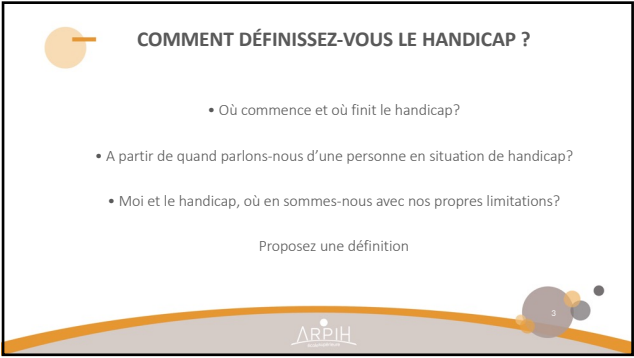 COMMENT DÉFINISSEZ-VOUS LE HANDICAP ?
• Où commence et où finit le handicap?
• A partir de quand parlons-nous d’une personne en situation de handicap?
• Moi et le handicap, où en sommes-nous avec nos propres limitations?
Proposez une définition
3
ARPIH